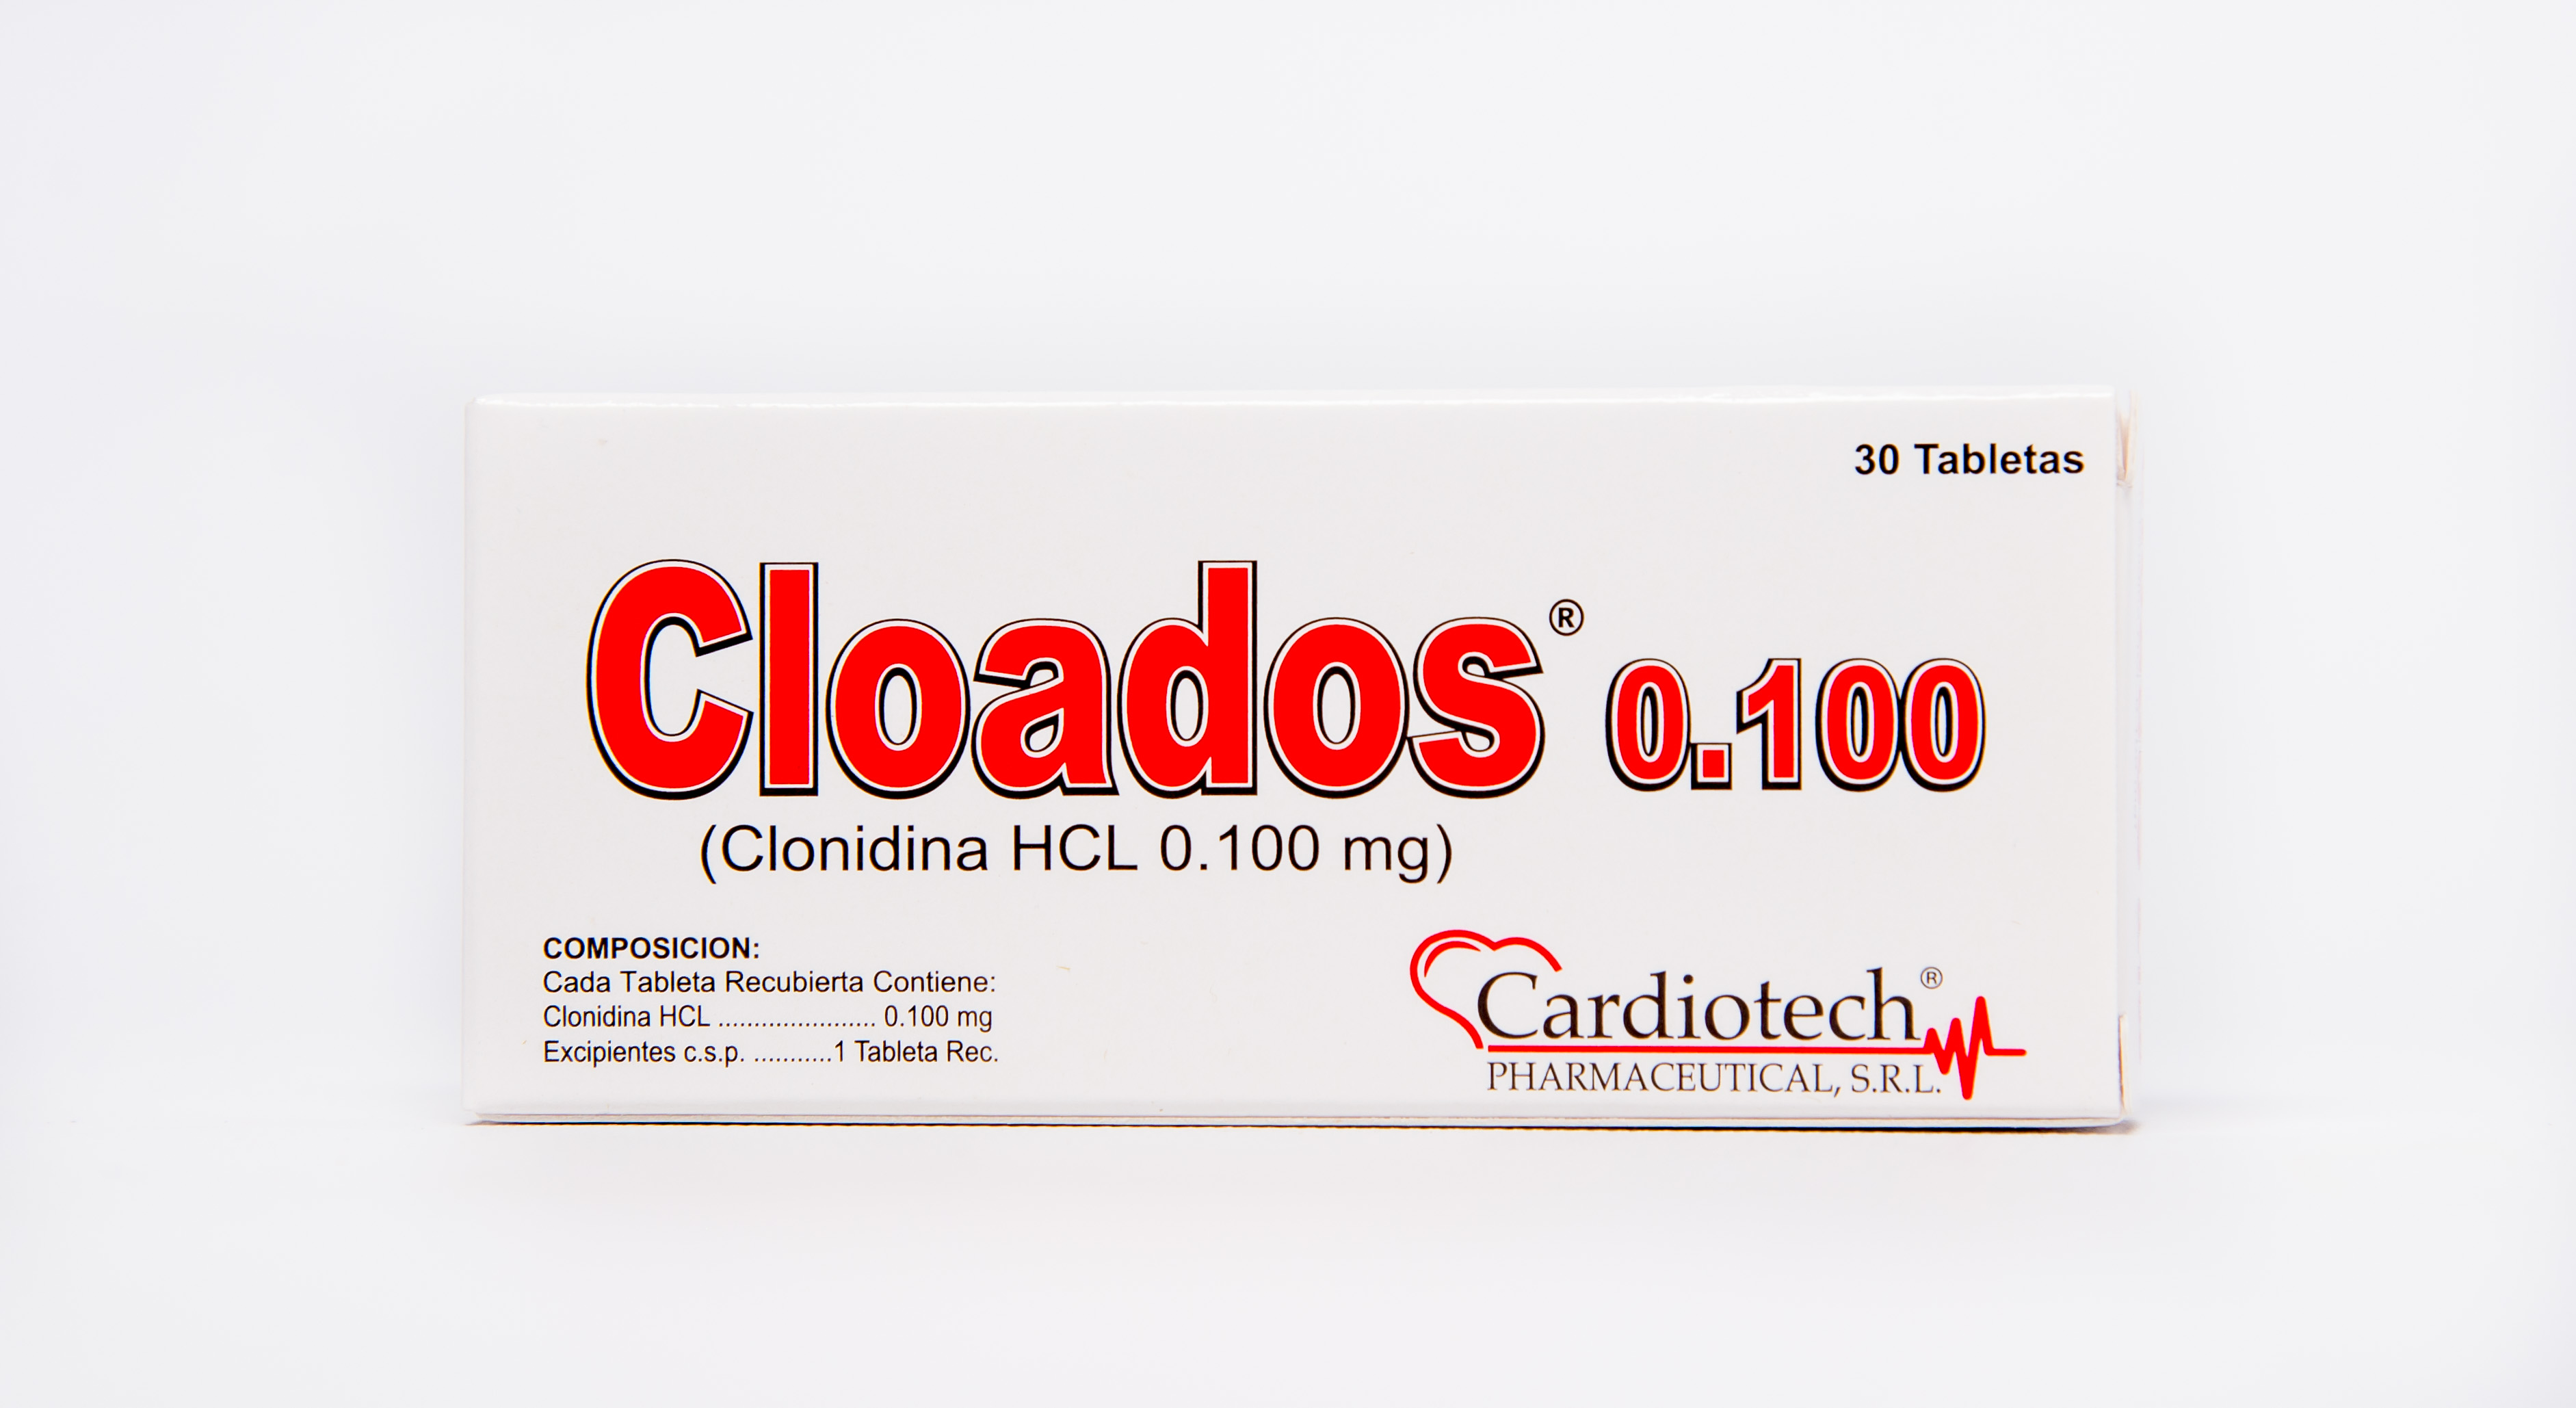 30 Tabletas
Cloados® 0.100
(Clonidina HCL 0.100 mg)
COMPOSICION:
Cada Tableta Recubierta Contiene:
Clonidina HCL ...................... 0.100 mg
Excipientes c.s.p. ...........1 Tableta Rec.
Cardiotech®
PHARMACEUTICAL, S.R.L.